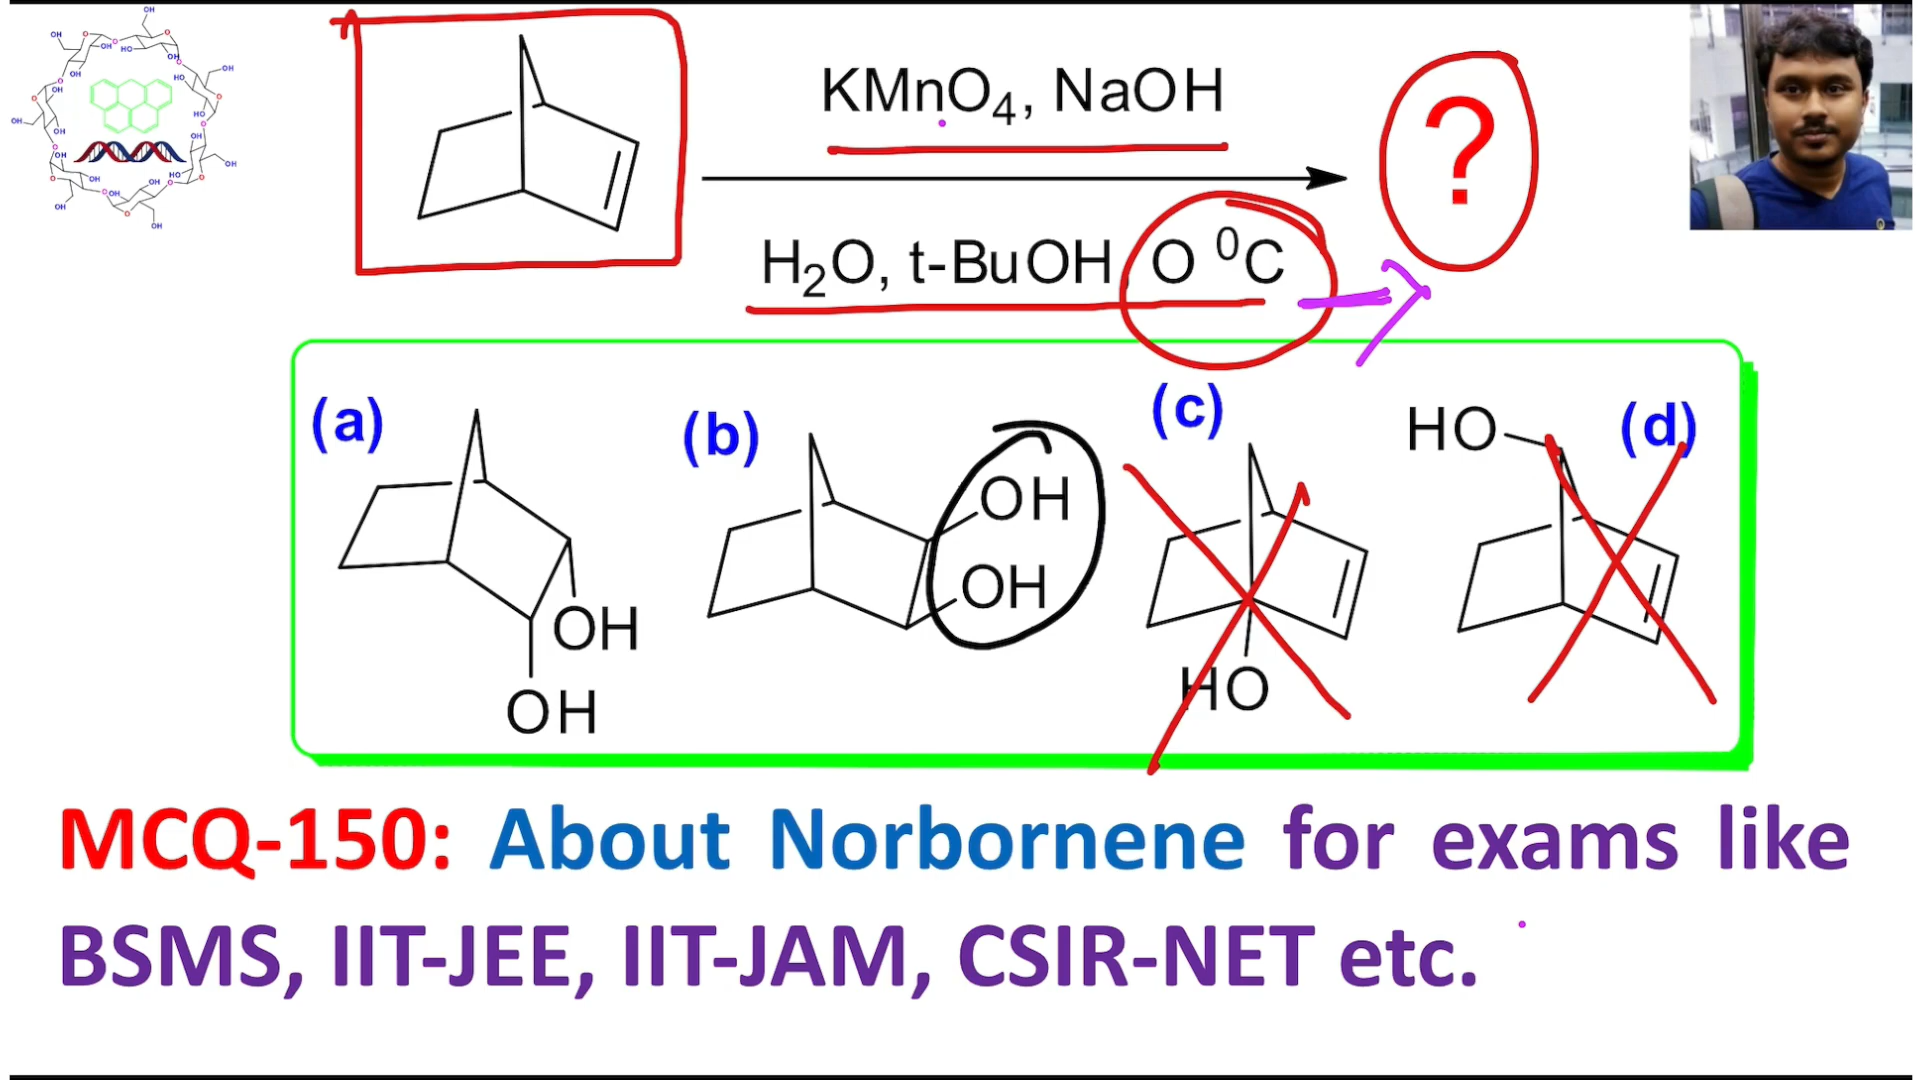 KMnO4, NaOH
?
H2O, t-BuOH, O 0C
(a)
(b)
(c)
HO
(d)
OH
OH
OH
OH
HO
MCQ-150: About Norbornene for exams like
BSMS, IIT-JEE, IIT-JAM, CSIR-NET etc.